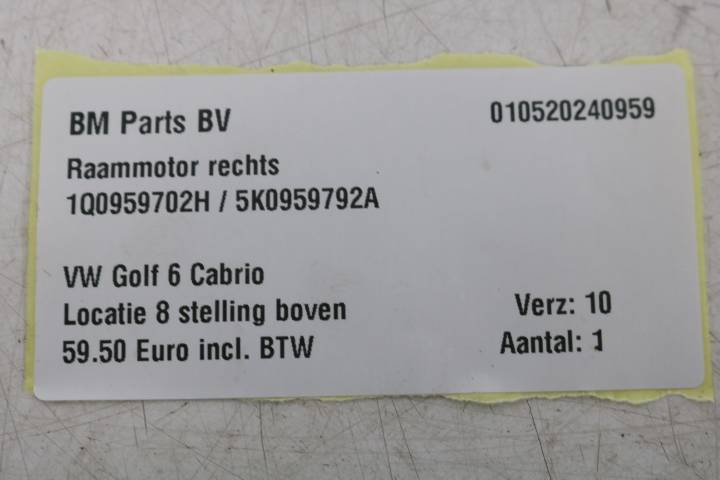 BM Parts BV 010520240959
Raammotor rechts
1Q0959702H / 5K0959792A
VW Golf 6 Cabrio
Locatie 8 stelling boven Verz: 10
59.50 Euro incl. BTW Aantal: 1